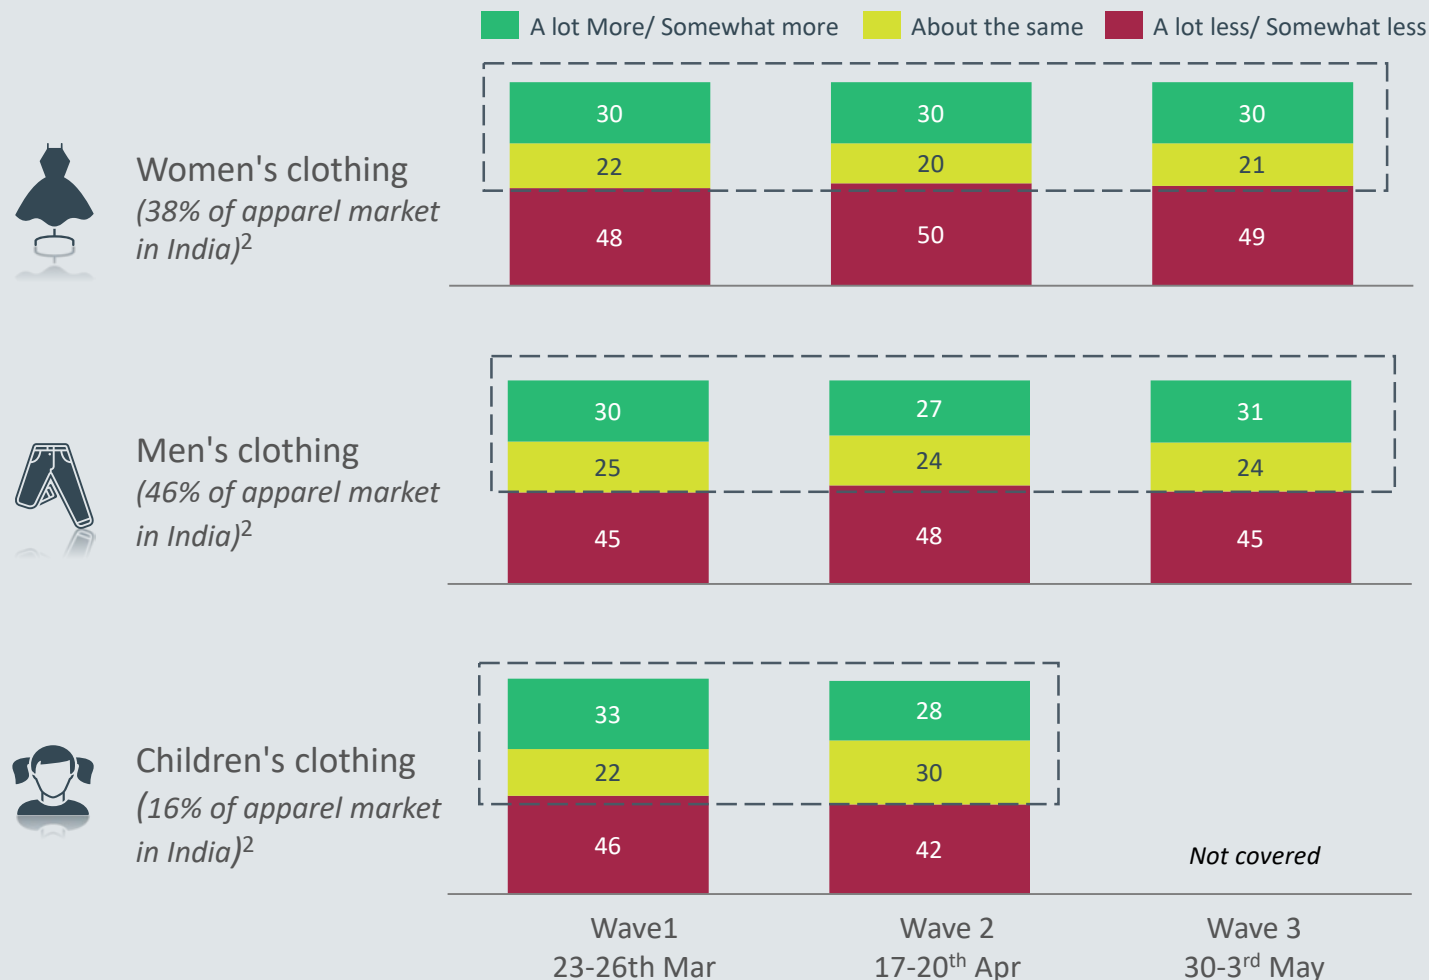 A lot More/ Somewhat more About the same A lot less/ Somewhat less
Women's clothing
(38% of apparel market
in India)2
30 30 30
22 20 21
48 50 49
Men's clothing
(46% of apparel market
in India)2
30 27 31
25 24 24
45 48 45
Children's clothing
(16% of apparel market
in India)2
33 28
22 30
46 42
Not covered
Wave1 Wave 2 Wave 3
23-26th Mar 17-20th Apr 30-3rd May